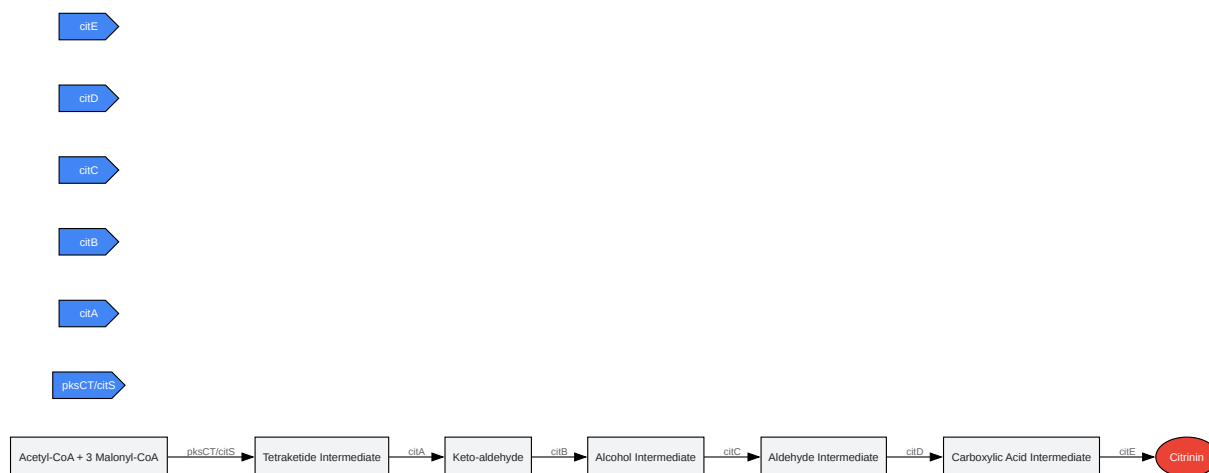 citE
citD
citC
citB
citA
pksCT/citS
Acetyl-CoA + 3 Malonyl-CoA
pksCT/citS
Tetraketide Intermediate
citA
Keto-aldehyde
citB
Alcohol Intermediate
citC
Aldehyde Intermediate
citD
Carboxylic Acid Intermediate
citE
Citrinin